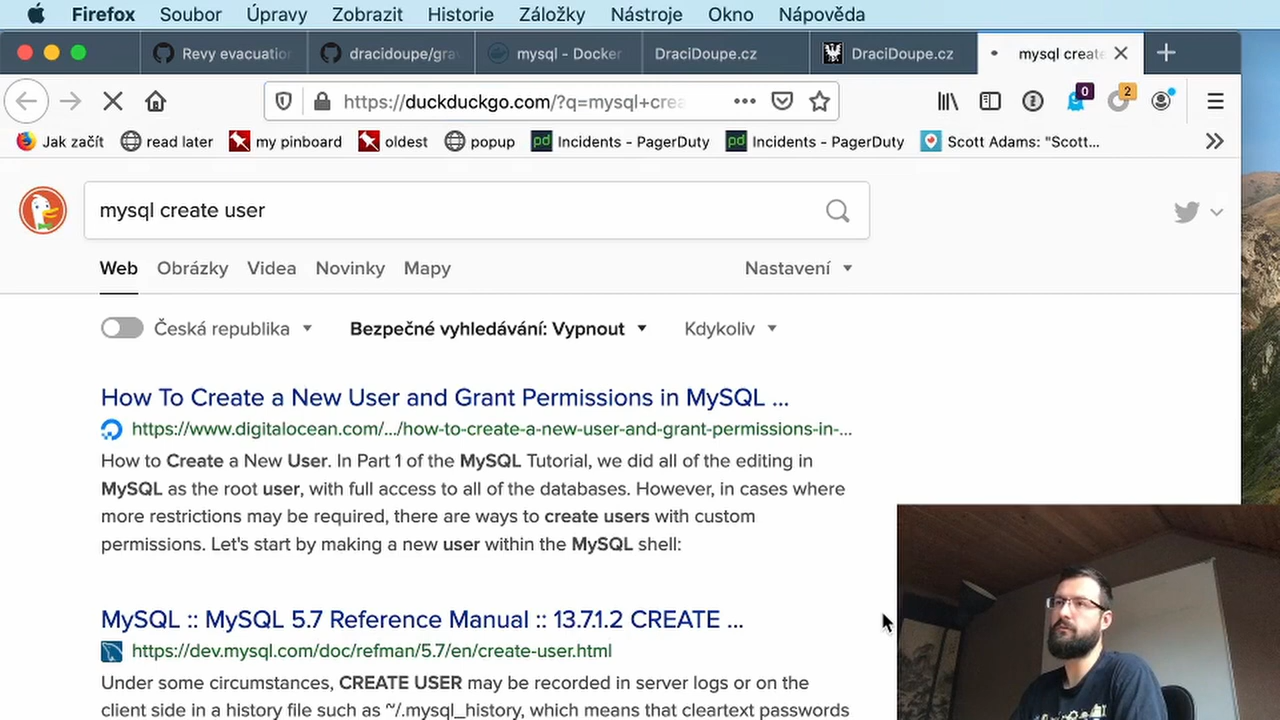 Firefox Soubor Úpravy Zobrazit Historie Záložky Nástroje Okno Nápověda
Revy evacuation dracidoupe/gra mysql - Docker DraciDoupe.cz DraciDoupe.cz mysql create
https://duckduckgo.com/?q=mysql+crea 0 2
Jak začít read later my pinboard oldest popup Incidents - PagerDuty Incidents - PagerDuty Scott Adams: "Scott...
mysql create user
Web Obrázky Videa Novinky Mapy Nastavení
Česká republika Bezpečné vyhledávání: Vypnout Kdykoliv
How To Create a New User and Grant Permissions in MySQL ...
https://www.digitalocean.com/.../how-to-create-a-new-user-and-grant-permissions-in-...
How to Create a New User. In Part 1 of the MySQL Tutorial, we did all of the editing in
MySQL as the root user, with full access to all of the databases. However, in cases where
more restrictions may be required, there are ways to create users with custom
permissions. Let's start by making a new user within the MySQL shell:
MySQL :: MySQL 5.7 Reference Manual :: 13.7.1.2 CREATE ...
https://dev.mysql.com/doc/refman/5.7/en/create-user.html
Under some circumstances, CREATE USER may be recorded in server logs or on the
client side in a history file such as ~/.mysql_history, which means that cleartext passwords